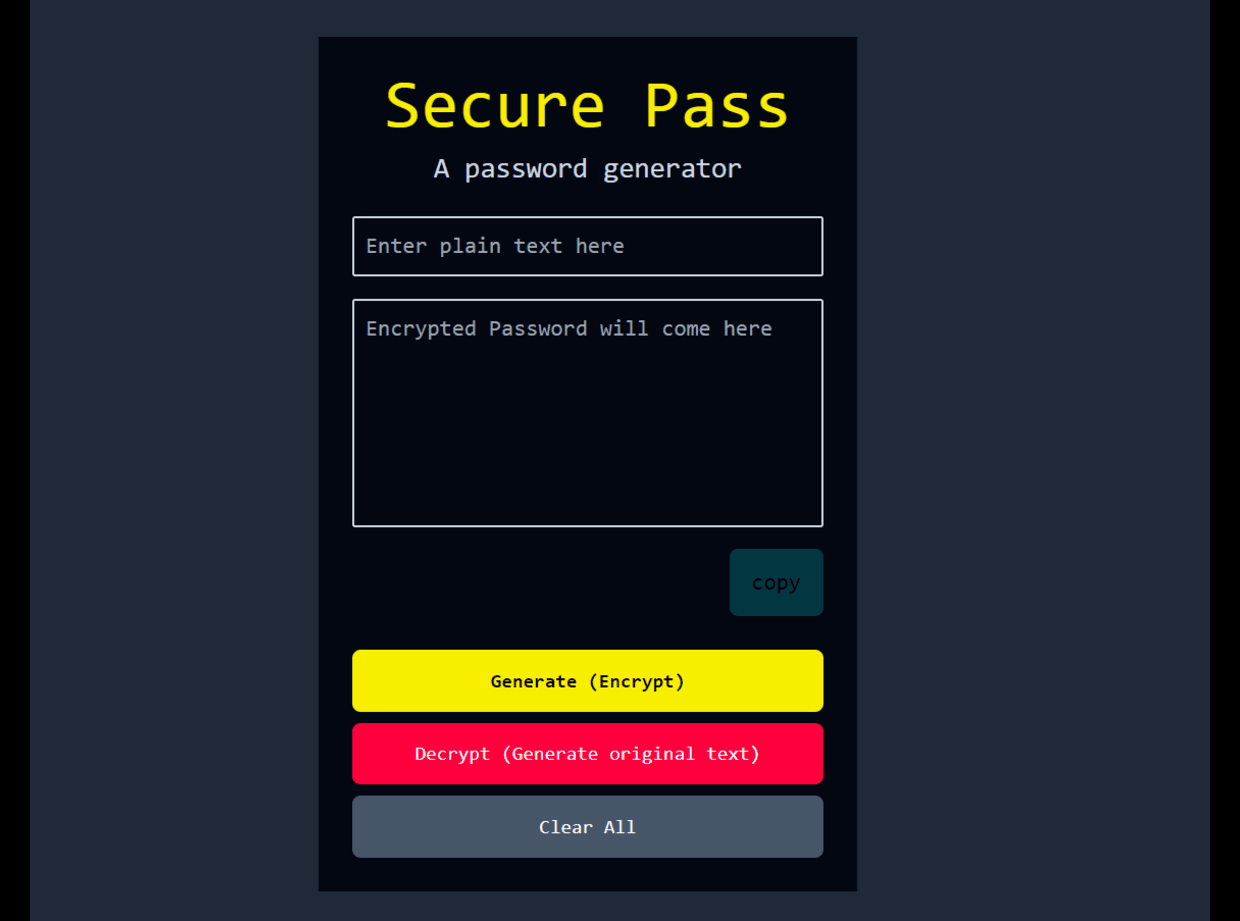 Secure Pass
A password generator
Enter plain text here
Encrypted Password will come here
copy
Generate (Encrypt)
Decrypt (Generate original text)
Clear All